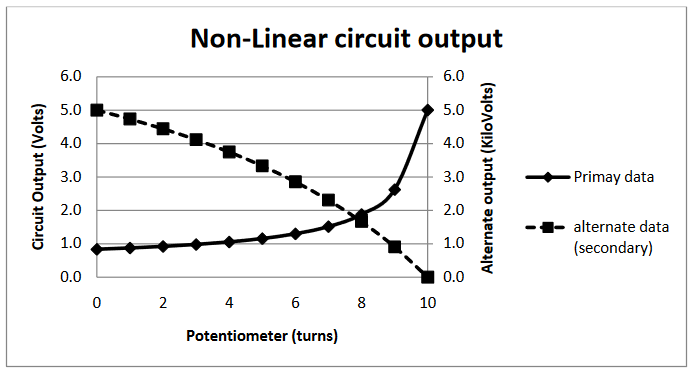 Non-Linear circuit output
Circuit Output (Volts)
6.0
5.0
4.0
3.0
2.0
1.0
0.0
0 2 4 6 8 10
Potentiometer (turns)
6.0
5.0
4.0
3.0
2.0
1.0
0.0
Alternate output (KiloVolts)
Primay data
alternate data
(secondary)